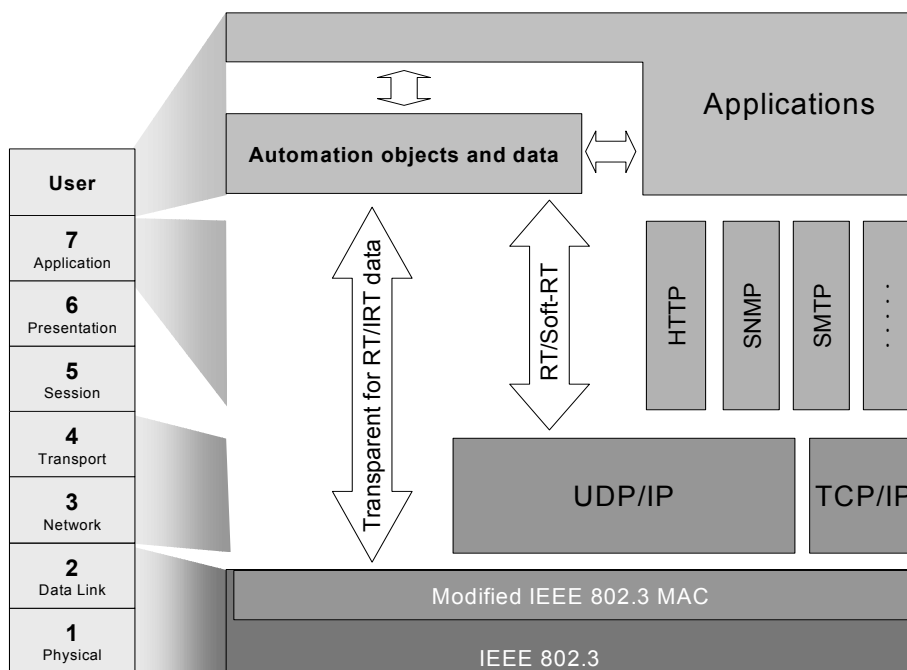 User
7
Application
6
Presentation
5
Session
4
Transport
3
Network
2
Data Link
1
Physical
Applications
Automation objects and data
Transparent for RT/IRT data
RT/Soft-RT
HTTP
SNMP
SMTP
. . . . .
UDP/IP
TCP/IP
Modified IEEE 802.3 MAC
IEEE 802.3